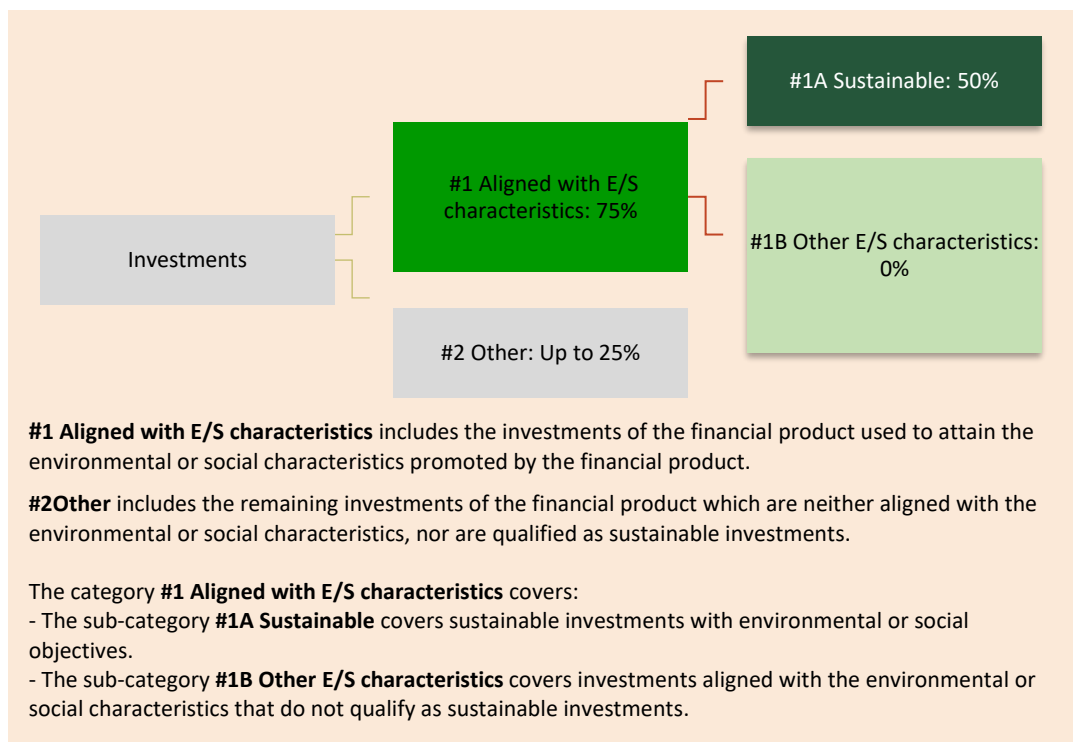 #1A Sustainable: 50%
#1 Aligned with E/S
characteristics: 75%
#1B Other E/S characteristics:
0%
Investments
#2 Other: Up to 25%
#1 Aligned with E/S characteristics includes the investments of the financial product used to attain the
environmental or social characteristics promoted by the financial product.
#2Other includes the remaining investments of the financial product which are neither aligned with the
environmental or social characteristics, nor are qualified as sustainable investments.
The category #1 Aligned with E/S characteristics covers:
- The sub-category #1A Sustainable covers sustainable investments with environmental or social
objectives.
- The sub-category #1B Other E/S characteristics covers investments aligned with the environmental or
social characteristics that do not qualify as sustainable investments.